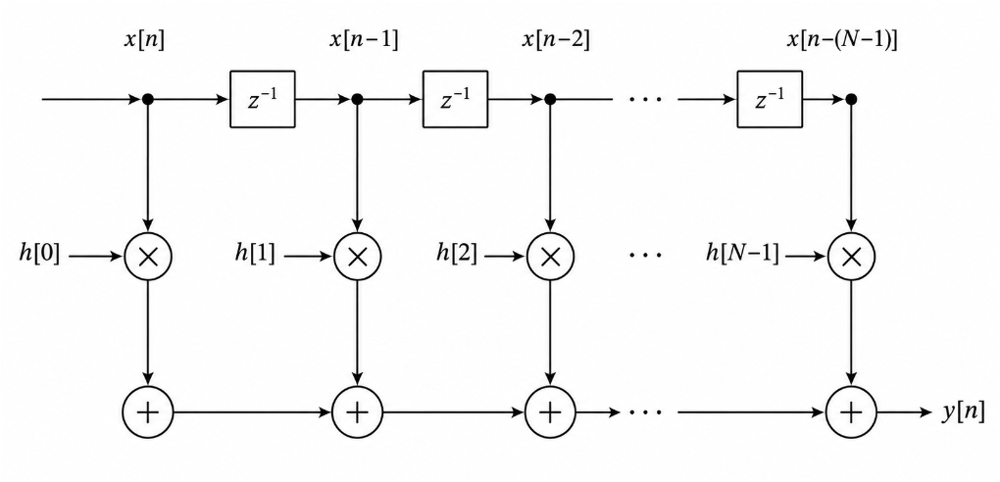 x[n] x[n−1] x[n−2] x[n−(N−1)]
z⁻¹ z⁻¹ ··· z⁻¹
h[0] × h[1] × h[2] × ··· h[N−1] ×
+ + + ··· + y[n]